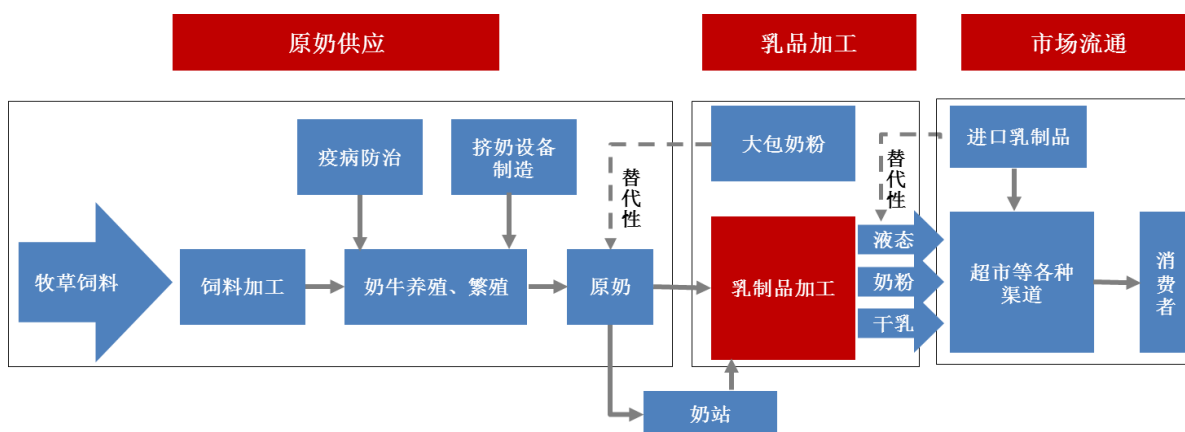 原奶供应
乳品加工
市场流通
疫病防治
挤奶设备
制造
替代性
大包奶粉
替代性
进口乳制品
牧草饲料
饲料加工
奶牛养殖、繁殖
原奶
乳制品加工
液态
奶粉
干乳
超市等各种
渠道
消费者
奶站